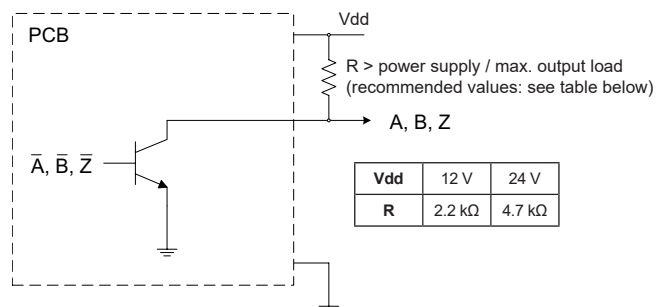 Vdd
PCB
R > power supply / max. output load
(recommended values: see table below)
A, B, Z
A̅, B̅, Z̅
Vdd 12 V 24 V
R 2.2 kΩ 4.7 kΩ